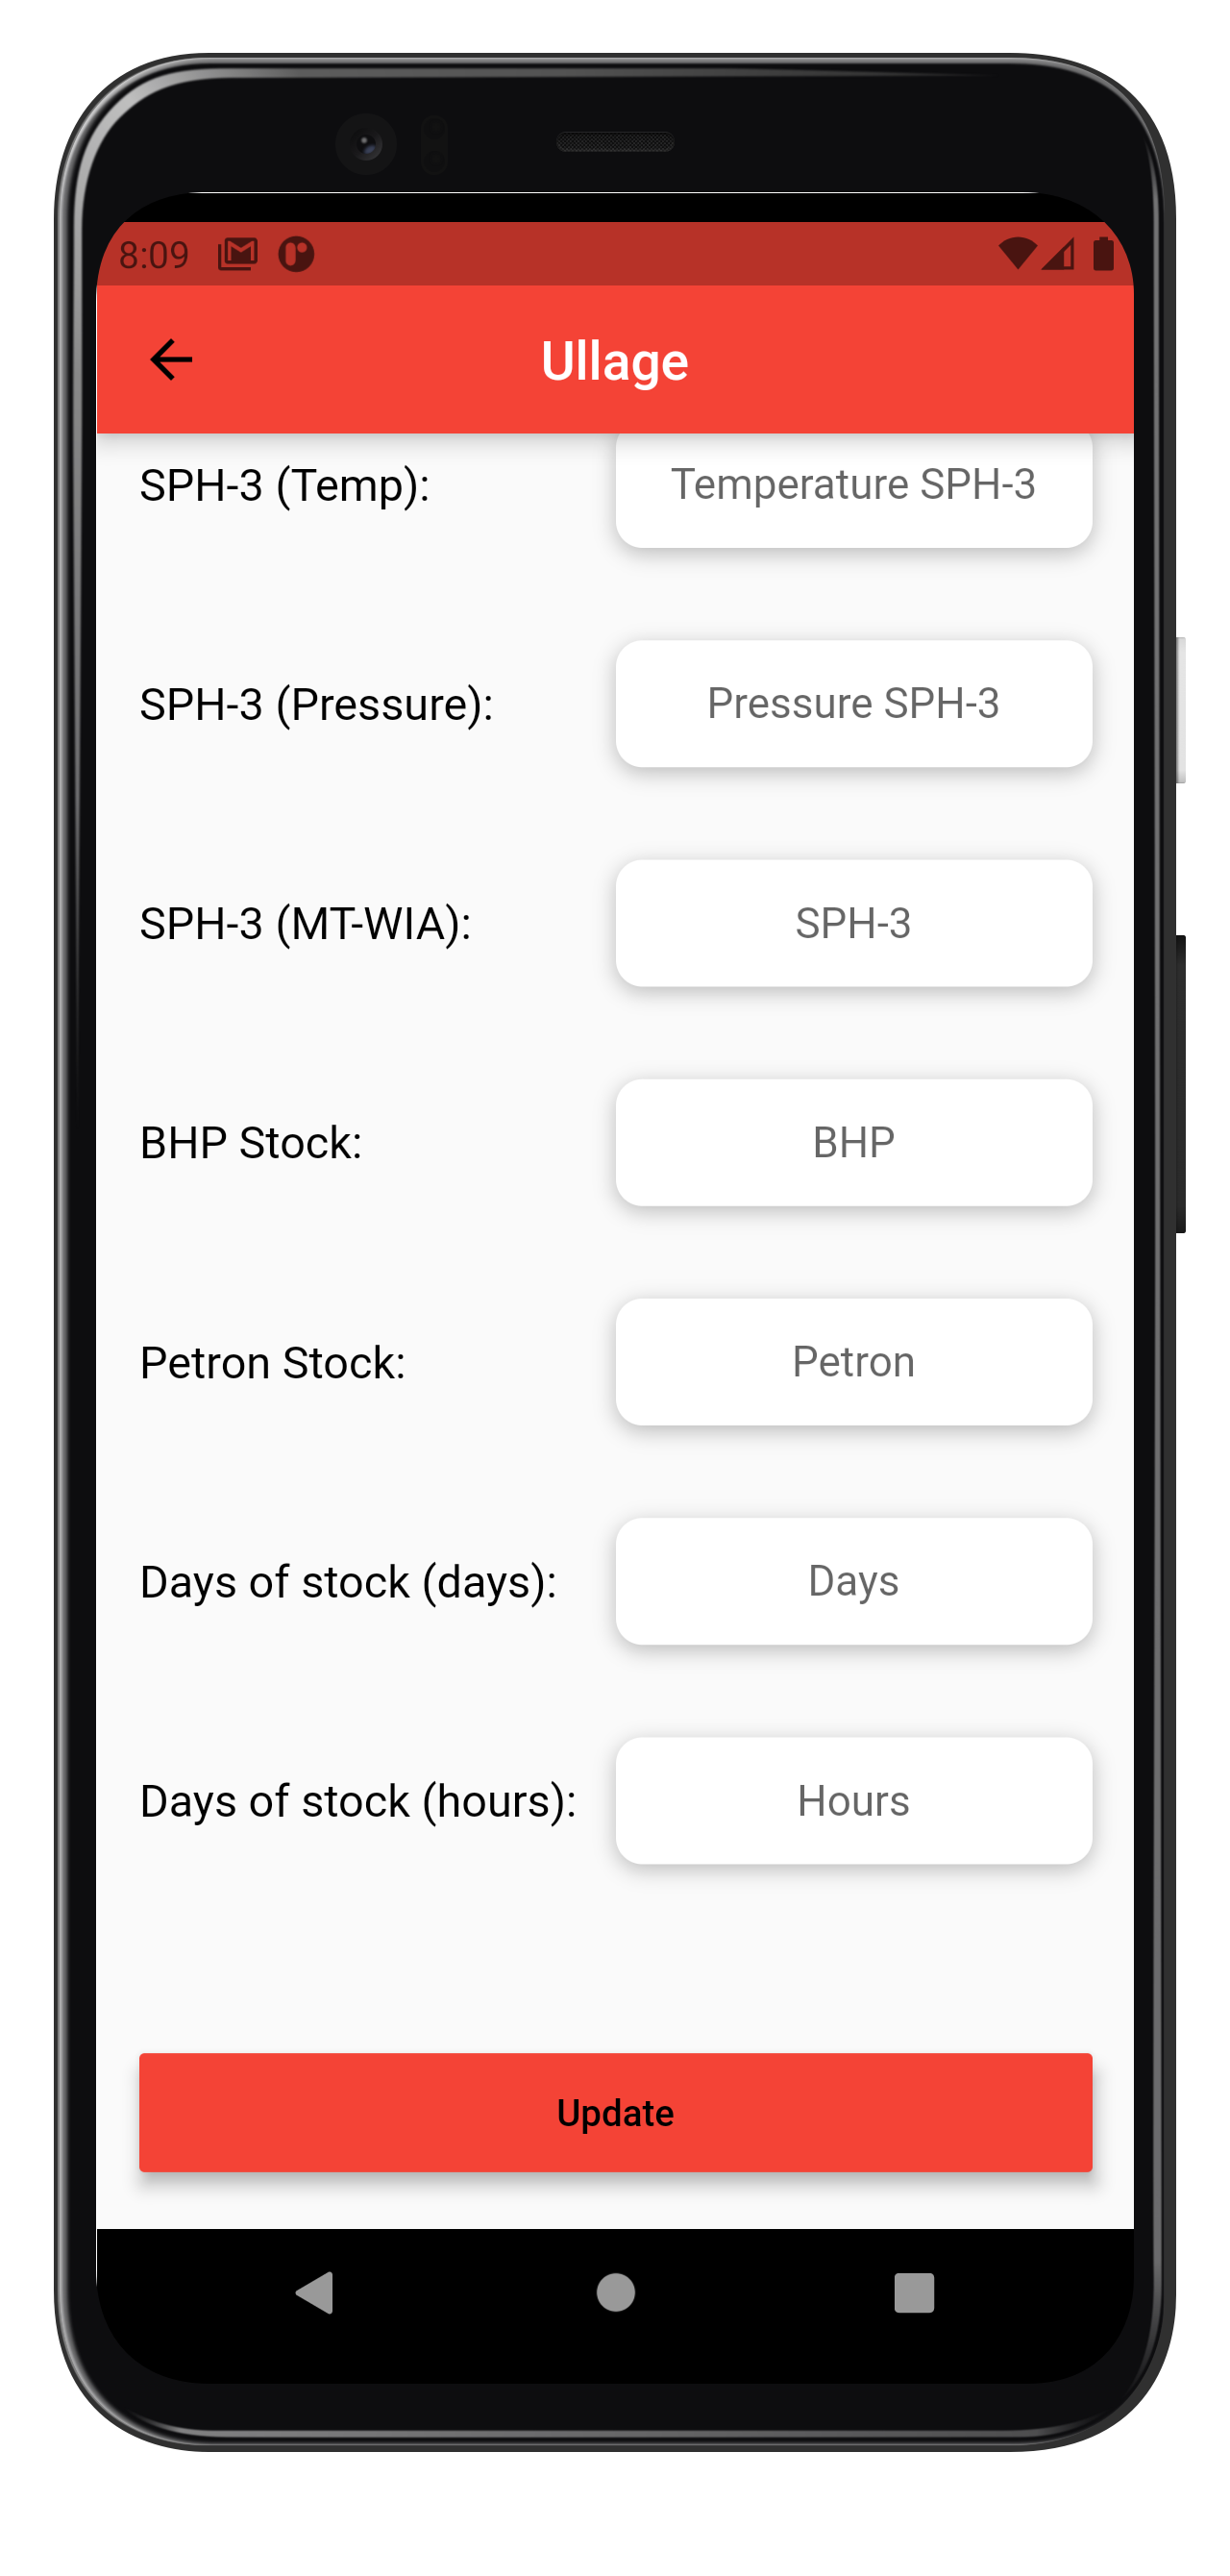 8:09
Ullage
SPH-3 (Temp): Temperature SPH-3
SPH-3 (Pressure): Pressure SPH-3
SPH-3 (MT-WIA): SPH-3
BHP Stock: BHP
Petron Stock: Petron
Days of stock (days): Days
Days of stock (hours): Hours
Update